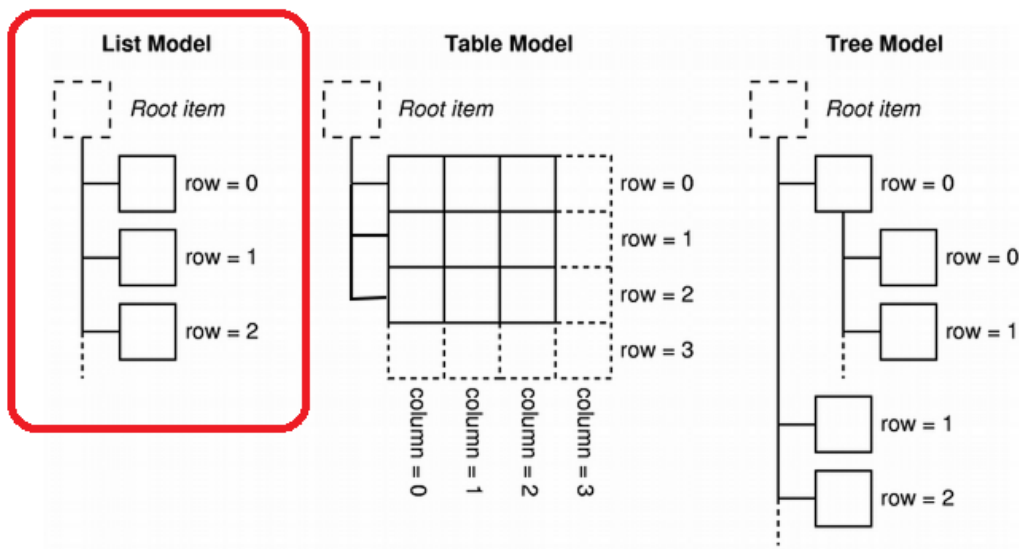 List Model
Root item
row = 0
row = 1
row = 2
Table Model
Root item
row = 0
row = 1
row = 2
row = 3
column = 0
column = 1
column = 2
column = 3
Tree Model
Root item
row = 0
row = 0
row = 1
row = 1
row = 2